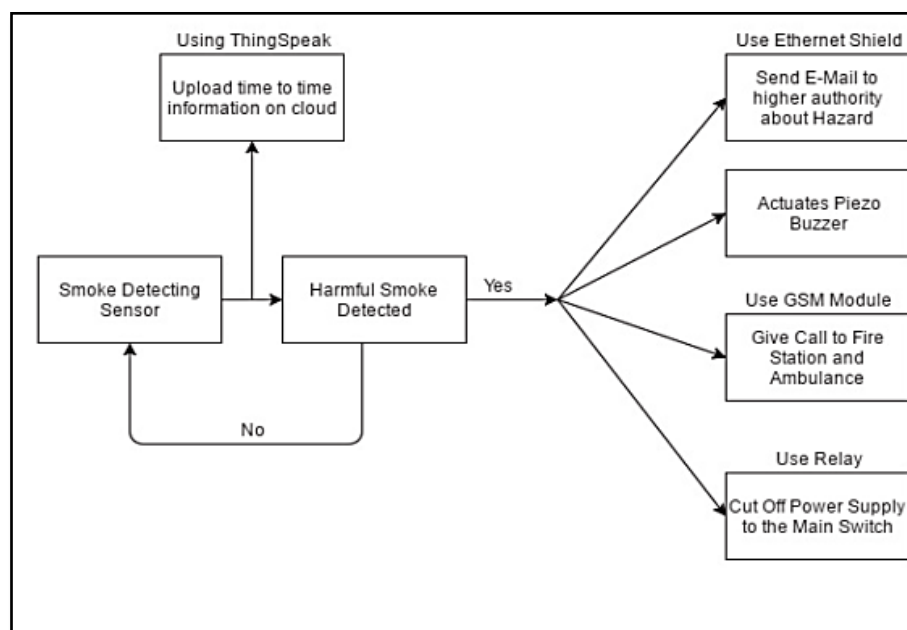 Using ThingSpeak
Upload time to time
information on cloud
Smoke Detecting
Sensor
Harmful Smoke
Detected
Yes
No
Use Ethernet Shield
Send E-Mail to
higher authority
about Hazard
Actuates Piezo
Buzzer
Use GSM Module
Give Call to Fire
Station and
Ambulance
Use Relay
Cut Off Power Supply
to the Main Switch